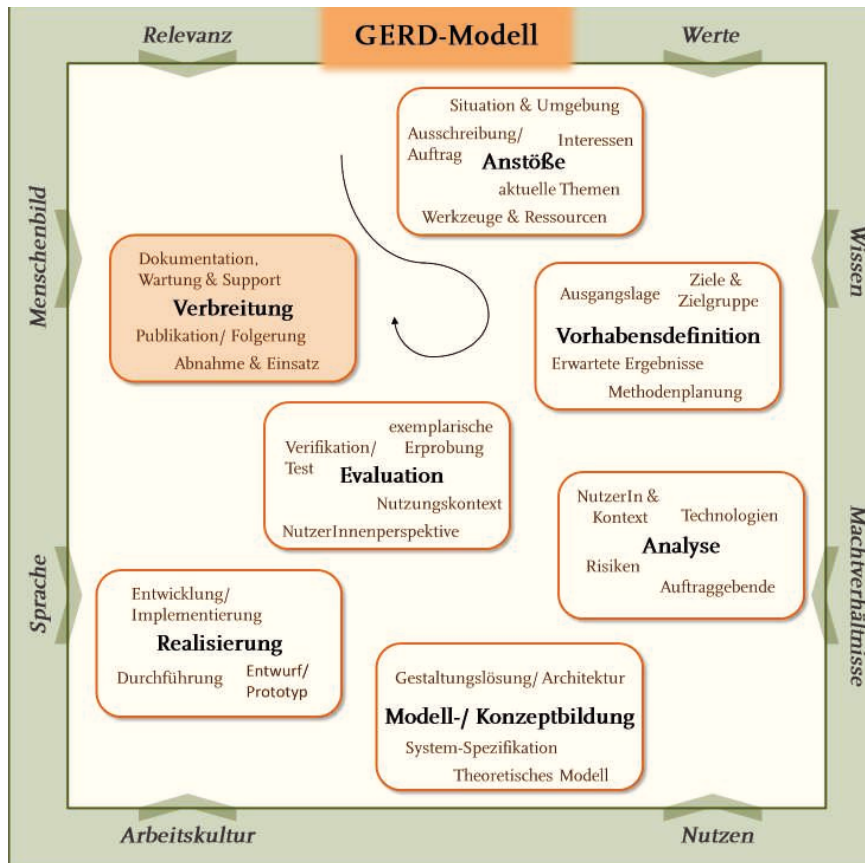 GERD-Modell
Relevanz
Werte
Menschenbild
Wissen
Sprache
Machtverhältnisse
Arbeitskultur
Nutzen
Situation & Umgebung
Ausschreibung/
Auftrag
Interessen
Anstöße
aktuelle Themen
Werkzeuge & Ressourcen
Ausgangslage
Ziele &
Zielgruppe
Vorhabensdefinition
Erwartete Ergebnisse
Methodenplanung
NutzerIn &
Kontext
Technologien
Analyse
Risiken
Auftraggebende
Gestaltungslösung/ Architektur
Modell-/ Konzeptbildung
System-Spezifikation
Theoretisches Modell
Entwicklung/
Implementierung
Realisierung
Durchführung
Entwurf/
Prototyp
exemplarische
Erprobung
Verifikation/
Test
Evaluation
Nutzungskontext
NutzerInnenperspektive
Dokumentation,
Wartung & Support
Verbreitung
Publikation/ Folgerung
Abnahme & Einsatz